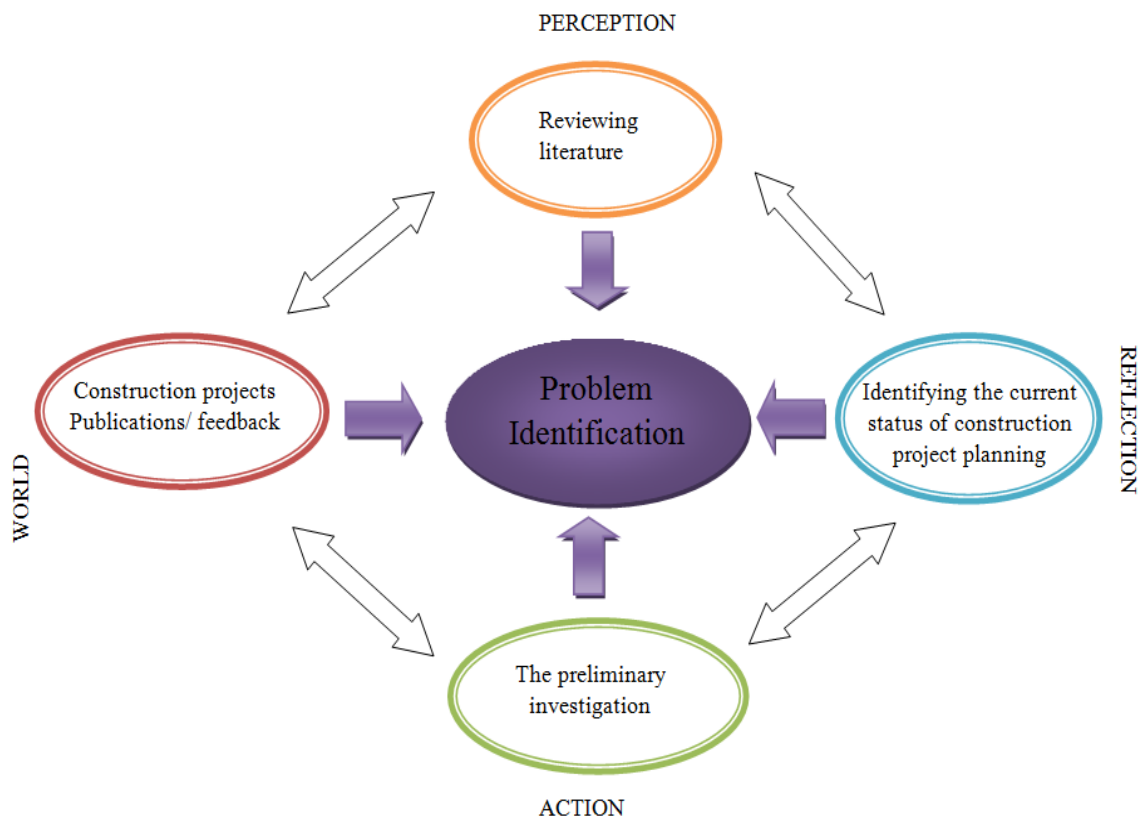 PERCEPTION
Reviewing
literature
Construction projects
Publications/ feedback
WORLD
Problem
Identification
Identifying the current
status of construction
project planning
REFLECTION
The preliminary
investigation
ACTION